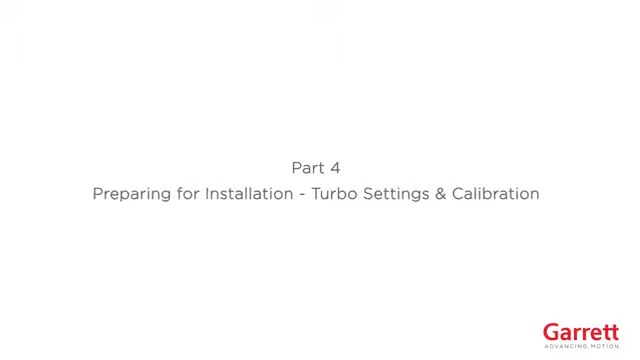 Part 4
Preparing for Installation - Turbo Settings & Calibration
Garrett
ADVANCING MOTION